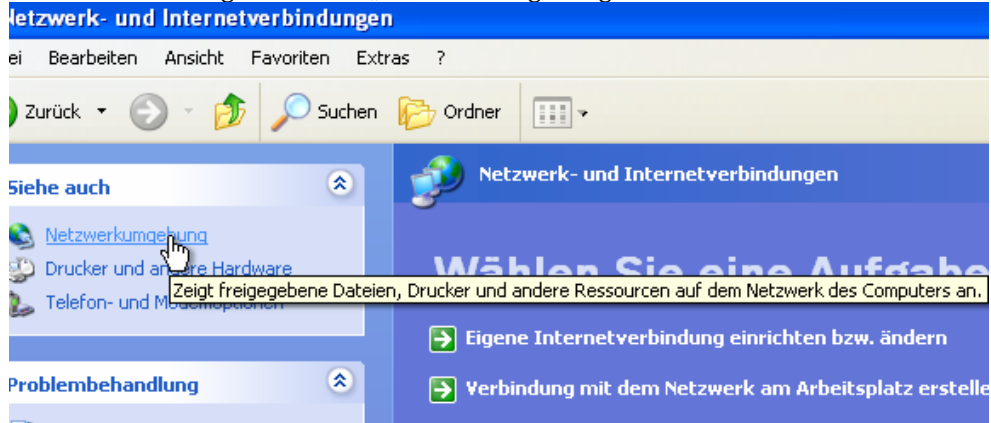 Netzwerk- und Internetverbindungen
ei Bearbeiten Ansicht Favoriten Extras ?
Zurück Suchen Ordner
Siehe auch
Netzwerkumgebung
Drucker und andere Hardware
Telefon- und Modemoptionen
Zeigt freigegebene Dateien, Drucker und andere Ressourcen auf dem Netzwerk des Computers an.
Problembehandlung
Netzwerk- und Internetverbindungen
Wählen Sie eine Aufgabe
Eigene Internetverbindung einrichten bzw. ändern
Verbindung mit dem Netzwerk am Arbeitsplatz erstelle